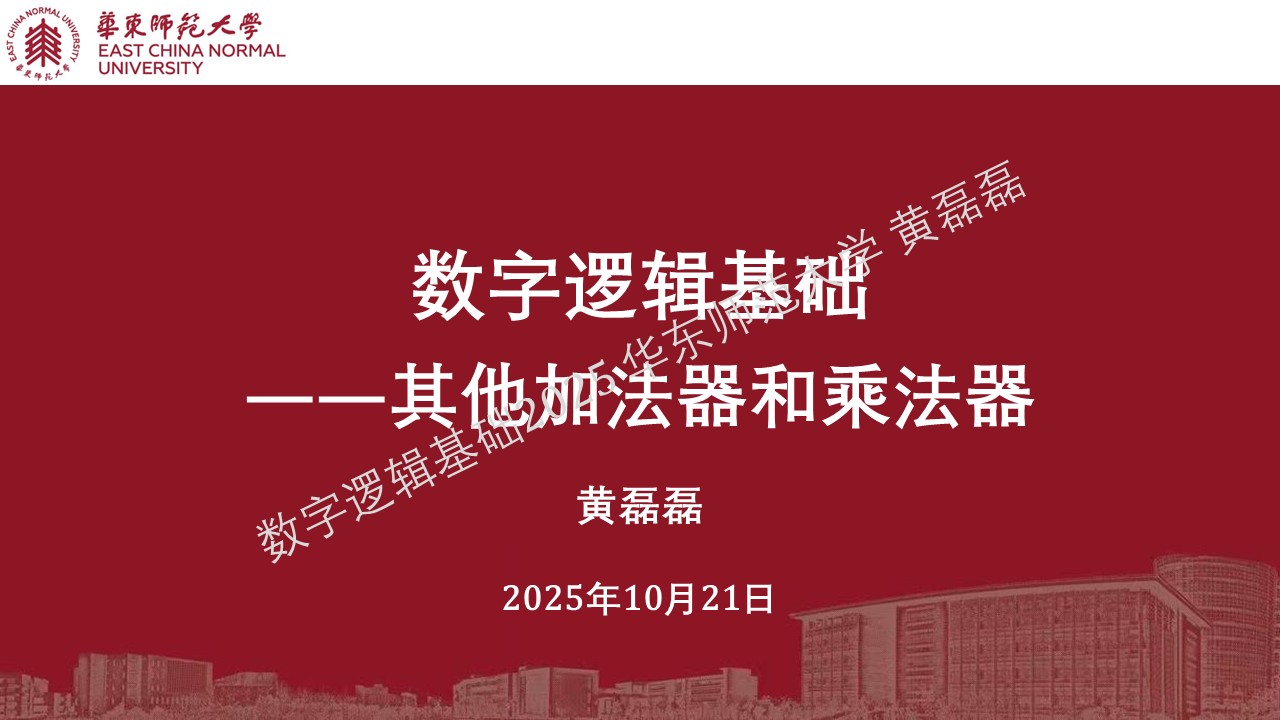 EAST CHINA NORMAL UNIVERSITY
華東師範大學
華東師範大學
EAST CHINA NORMAL
UNIVERSITY
数字逻辑基础
——其他加法器和乘法器
黄磊磊
2025年10月21日
数字逻辑基础2025 华东师范大学 黄磊磊